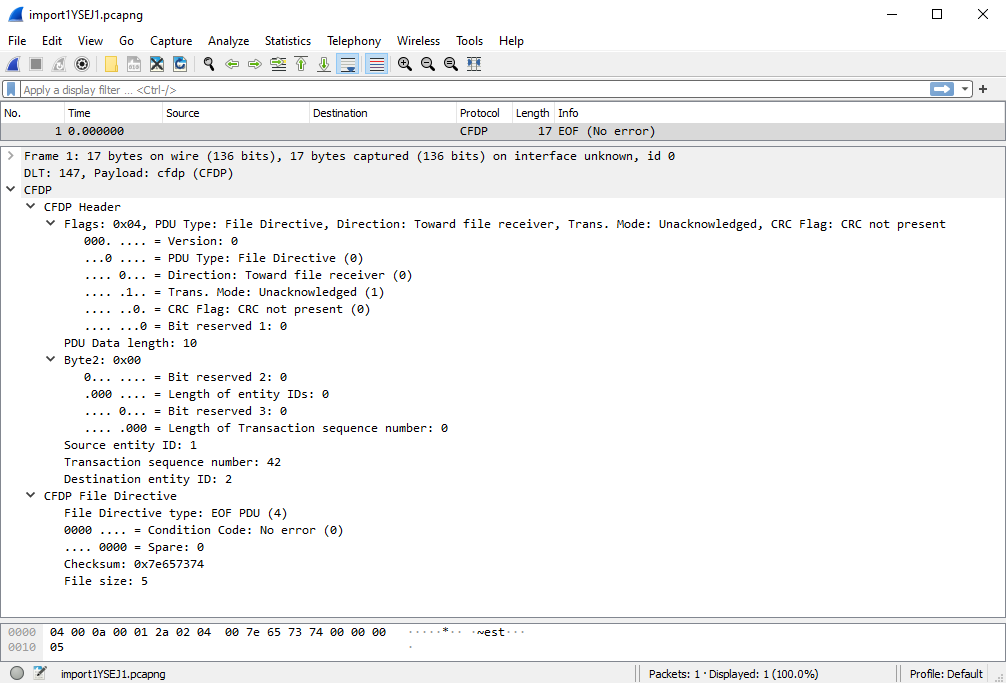 import1YSEJ1.pcapng
File Edit View Go Capture Analyze Statistics Telephony Wireless Tools Help
Apply a display filter ... <Ctrl-/>
No. Time Source Destination Protocol Length Info
1 0.000000 CFDP 17 EOF (No error)
Frame 1: 17 bytes on wire (136 bits), 17 bytes captured (136 bits) on interface unknown, id 0
DLT: 147, Payload: cfdp (CFDP)
CFDP
CFDP Header
Flags: 0x04, PDU Type: File Directive, Direction: Toward file receiver, Trans. Mode: Unacknowledged, CRC Flag: CRC not present
000. .... = Version: 0
...0 .... = PDU Type: File Directive (0)
.... 0... = Direction: Toward file receiver (0)
.... .1.. = Trans. Mode: Unacknowledged (1)
.... ..0. = CRC Flag: CRC not present (0)
.... ...0 = Bit reserved 1: 0
PDU Data length: 10
Byte2: 0x00
0... .... = Bit reserved 2: 0
.000 .... = Length of entity IDs: 0
.... 0... = Bit reserved 3: 0
.... .000 = Length of Transaction sequence number: 0
Source entity ID: 1
Transaction sequence number: 42
Destination entity ID: 2
CFDP File Directive
File Directive type: EOF PDU (4)
0000 .... = Condition Code: No error (0)
.... 0000 = Spare: 0
Checksum: 0x7e657374
File size: 5
0000 04 00 0a 00 01 2a 02 04 00 7e 65 73 74 00 00 00 ·····*·· ·~est···
0010 05 ·
import1YSEJ1.pcapng Packets: 1 · Displayed: 1 (100.0%) Profile: Default